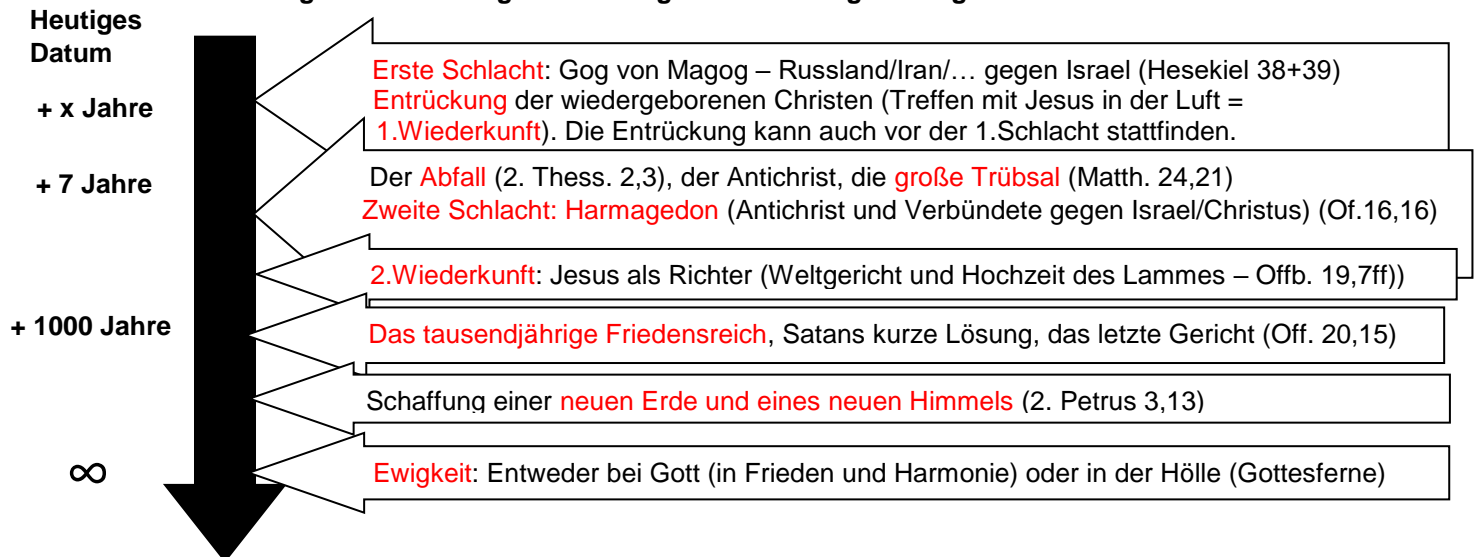 Heutiges
Datum
Erste Schlacht: Gog von Magog – Russland/Iran/… gegen Israel (Hesekiel 38+39)
+ x Jahre
Entrückung der wiedergeborenen Christen (Treffen mit Jesus in der Luft =
1.Wiederkunft). Die Entrückung kann auch vor der 1.Schlacht stattfinden.
+ 7 Jahre
Der Abfall (2. Thess. 2,3), der Antichrist, die große Trübsal (Matth. 24,21)
Zweite Schlacht: Harmagedon (Antichrist und Verbündete gegen Israel/Christus) (Of.16,16)
2.Wiederkunft: Jesus als Richter (Weltgericht und Hochzeit des Lammes – Offb. 19,7ff))
+ 1000 Jahre
Das tausendjährige Friedensreich, Satans kurze Lösung, das letzte Gericht (Off. 20,15)
Schaffung einer neuen Erde und eines neuen Himmels (2. Petrus 3,13)
∞
Ewigkeit: Entweder bei Gott (in Frieden und Harmonie) oder in der Hölle (Gottesferne)